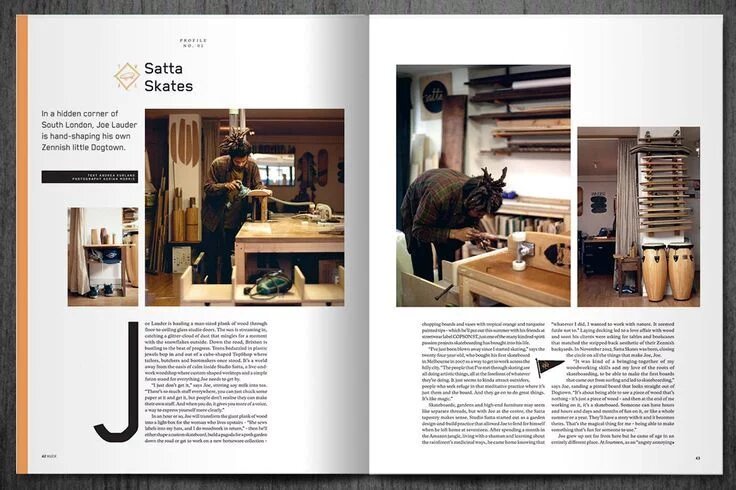 PROFILE
NO. 01
Satta
Skates
In a hidden corner of
South London, Joe Lauder
is hand-shaping his own
Zennish little Dogtown.
TEXT ANDREA KURLAND
PHOTOGRAPHY ADRIAN MORRIS
J
oe Lauder is hauling a man-sized plank of wood through
floor-to-ceiling glass studio doors. The sun is streaming in,
catching a glitter cloud of dust that mingles for a moment
with the snowflakes outside. Down the road, Brixton is
bustling to the beat of progress. Teens bedazzled in plastic
jewels bop in and out of a cube-shaped Topshop where
tailors, butchers and bootmakers once stood. It's a world
away from the oasis of calm inside Studio Satta, a live-and-
work woodshop where custom-shaped workings and a simple
futon stand for everything Joe needs to get by.
"I just don't get it," says Joe, stirring soy milk into tea.
"There's so much stuff everywhere, you can just chuck some
paper at it and get it, but people don't realise they can make
their own stuff. And when you do, it gives you more of a voice,
a way to express yourself more clearly."
In an hour or so, Joe will transform the giant plank of wood
into a light-box for the woman who lives upstairs - "She sews
labels into my hats, and I do woodwork in return," - then he'll
either shape a custom skateboard, build a pagoda for a posh garden
down the road or get to work on a new homeware collection -
42 HUCK
satta
chopping boards and vases with tropical orange and turquoise
painted tips - which he'll put out this summer with his friends at
streetwear label COPSON ST, just one of the many kindred-spirit
passion projects skateboarding has brought into his life.
"I've just been blown away since I started skating," says the
twenty-four-year-old, who bought his first skateboard
in Melbourne in 2007 as a way to get to work across the
hilly city. "The people that I've met through skating are
all doing artistic things, all at the forefront of whatever
they're doing. It just seems to kinda attract outsiders,
people who seek refuge in that meditative practice where it's
just them and the board. And they go on to do great things.
It's like magic."
Skateboards, gardens and high-end furniture may seem
like separate threads, but with Joe at the centre, the Satta
tapestry makes sense. Studio Satta started out as a garden
design-and-build practice that allowed Joe to fend for himself
when he left home at seventeen. After spending a month in
the Amazon jungle, living with a shaman and learning about
the rainforest's medicinal ways, he came home knowing that
"whatever I did, I wanted to work with nature. It seemed
futile not to." Laying decking led to a love affair with wood
and soon his clients were asking for tables and bookcases
that matched the stripped-back aesthetic of their Zennish
backyards. In November 2012, Satta Skates was born, closing
the circle on all the things that make Joe, Joe.
"It was kind of a bringing-together of my
woodworking skills and my love of the roots of
skateboarding, to be able to make the first boards
that came out from surfing and led to skateboarding,"
says Joe, sanding a pintail board that looks straight out of
Dogtown. "It's about being able to see a piece of wood that's
nothing - it's just a piece of wood - and then at the end of me
working on it, it's a skateboard. Someone can have hours
and hours and days and months of fun on it, or like a whole
summer or a year. They'll have a story with it and it becomes
theirs. That's the magical thing for me - being able to make
something that's fun for someone to use."
Joe grew up not far from here but he came of age in an
entirely different place. At fourteen, as an "angsty, annoying
43